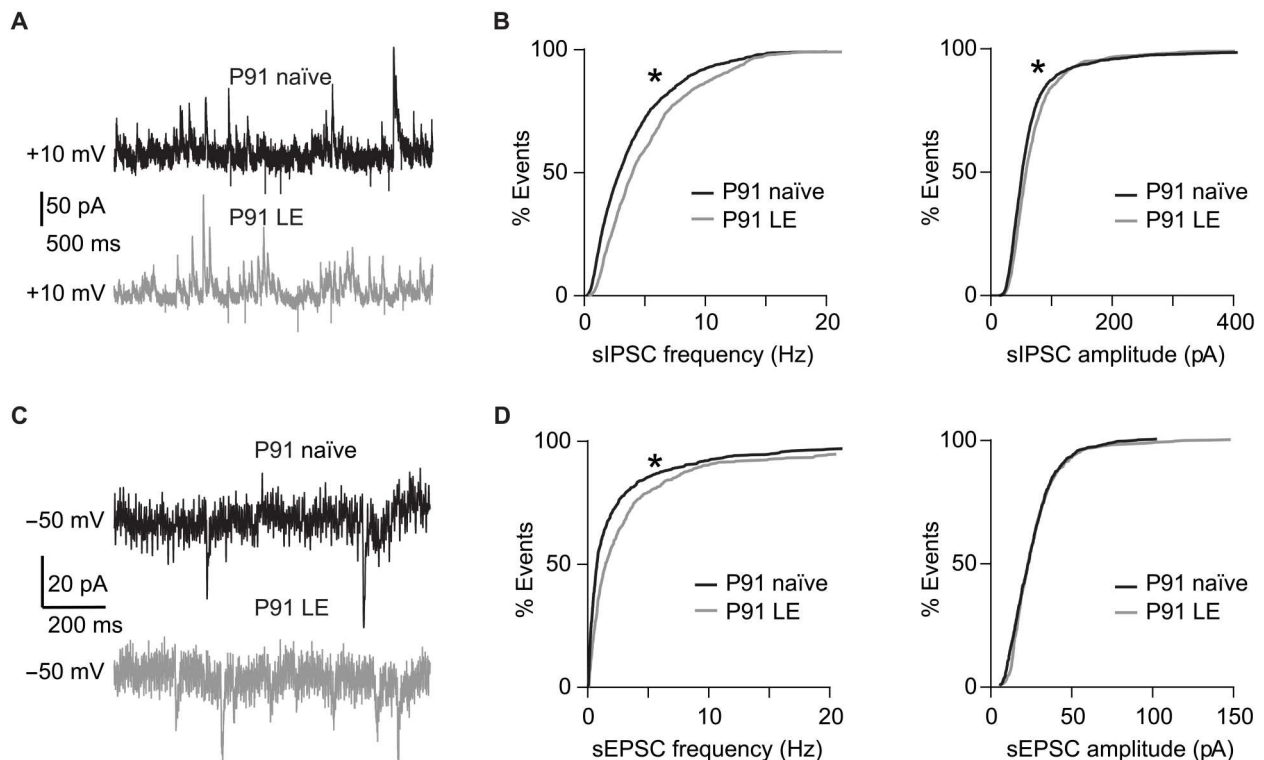 A
P91 naïve
+10 mV
50 pA
500 ms
P91 LE
+10 mV
B
100
50
0
% Events
*
P91 naïve
P91 LE
0 10 20
sIPSC frequency (Hz)
100
50
0
% Events
*
P91 naïve
P91 LE
0 200 400
sIPSC amplitude (pA)
C
P91 naïve
−50 mV
20 pA
200 ms
P91 LE
−50 mV
D
100
50
0
% Events
*
P91 naïve
P91 LE
0 10 20
sEPSC frequency (Hz)
100
50
0
% Events
P91 naïve
P91 LE
0 50 100 150
sEPSC amplitude (pA)